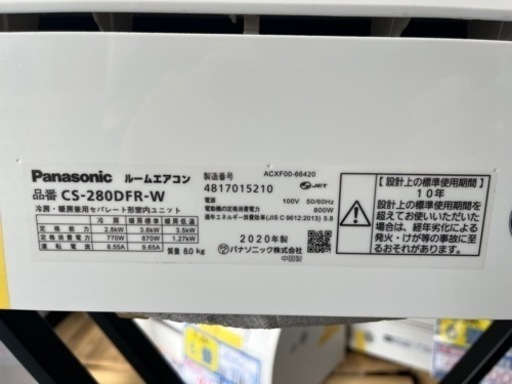 Panasonic ルームエアコン
品番 CS-280DFR-W
冷房・暖房兼用セパレート形室内ユニット
冷房 暖房 暖房低温
定格能力 2.8kW 3.6kW 3.5kW
定格消費電力 770W 870W 1.27kW
運転電流 8.55A 9.65A
質量 8.0kg
ACXF00-66420
製造番号
4817015210
JET
100V 50/60Hz
電動機の定格消費電力 800W
通年エネルギー消費効率(JIS C 9612:2013) 5.8
2020年製
パナソニック株式会社
中国製
【設計上の標準使用期間】
10年
設計上の標準使用期間を
超えてお使いいただいた
場合は、経年劣化による
発火・けが等の事故に至
るおそれがあります。